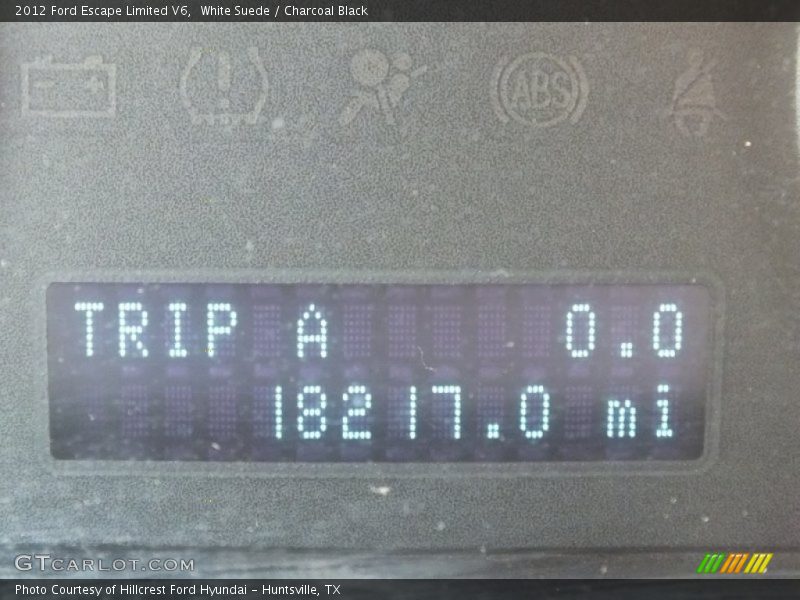 2012 Ford Escape Limited V6,  White Suede / Charcoal Black
ABS
TRIP A 0.0
18217.0 mi
GTCARLOT.COM
Photo Courtesy of Hillcrest Ford Hyundai – Huntsville, TX